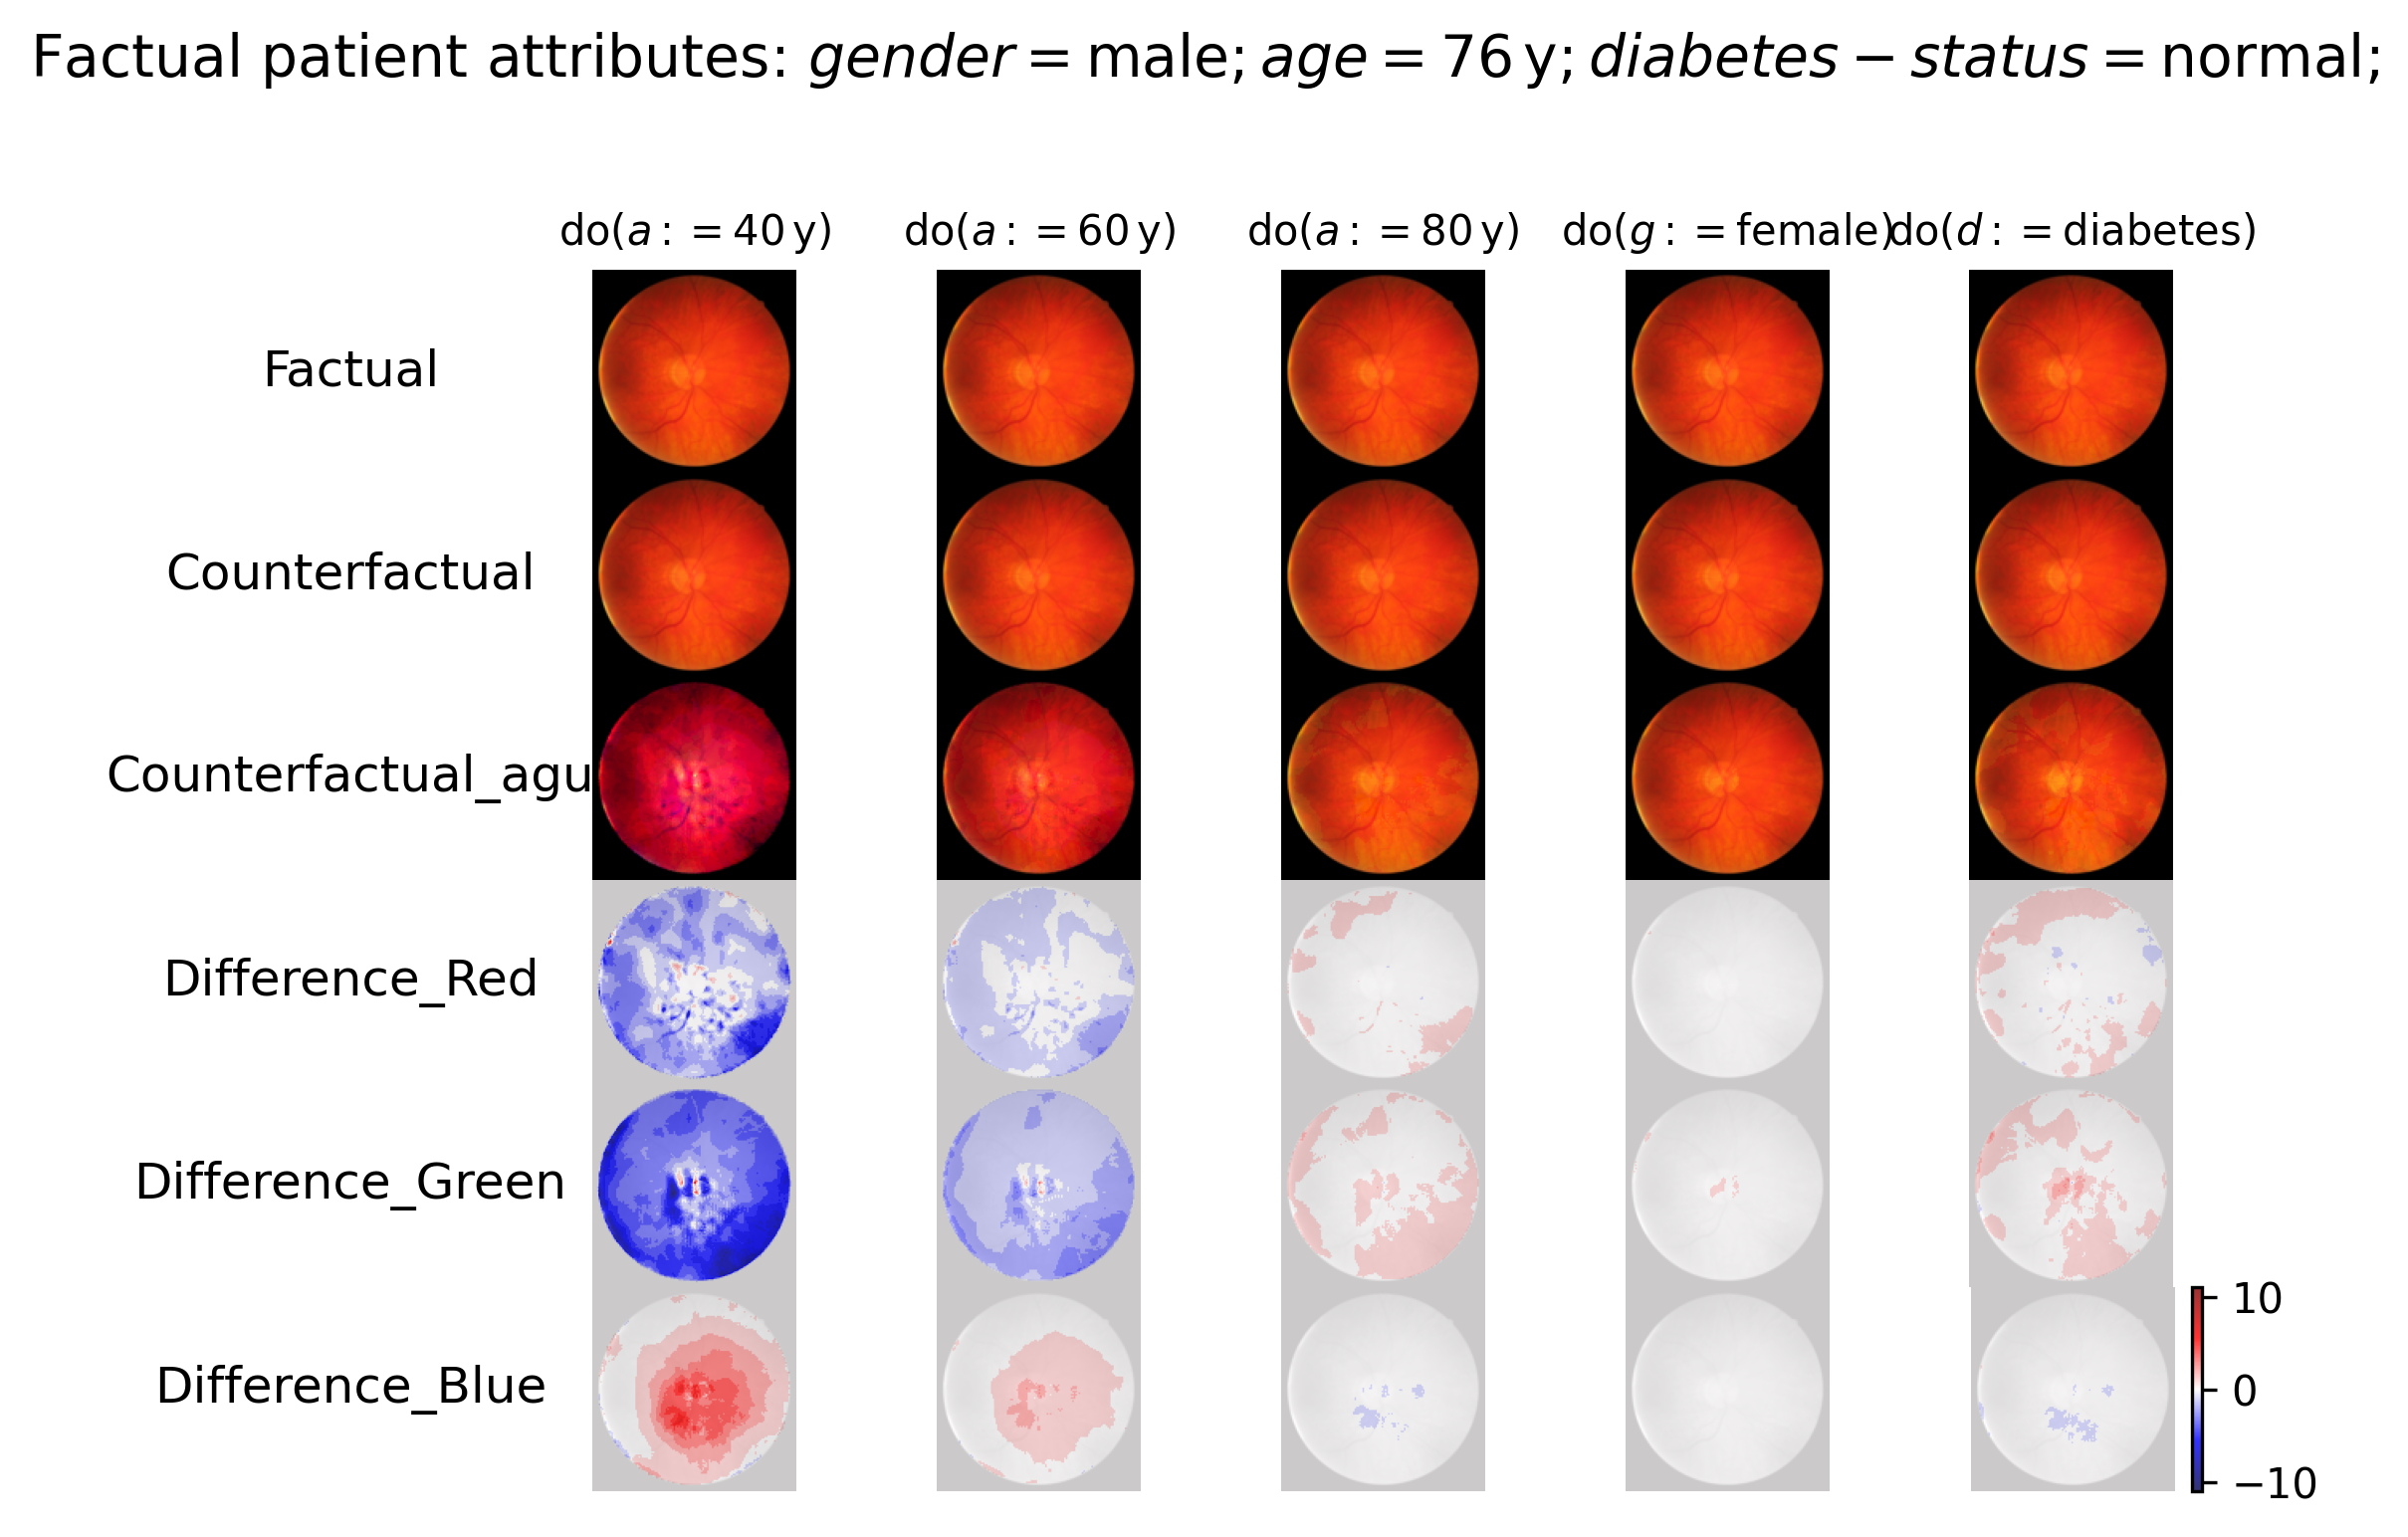 Factual patient attributes: gender = male; age = 76 y; diabetes − status = normal;
do(a : = 40 y) do(a : = 60 y) do(a : = 80 y) do(g : = female) do(d : = diabetes)
Factual
Counterfactual
Counterfactual_agu
Difference_Red
Difference_Green
Difference_Blue
10
0
−10